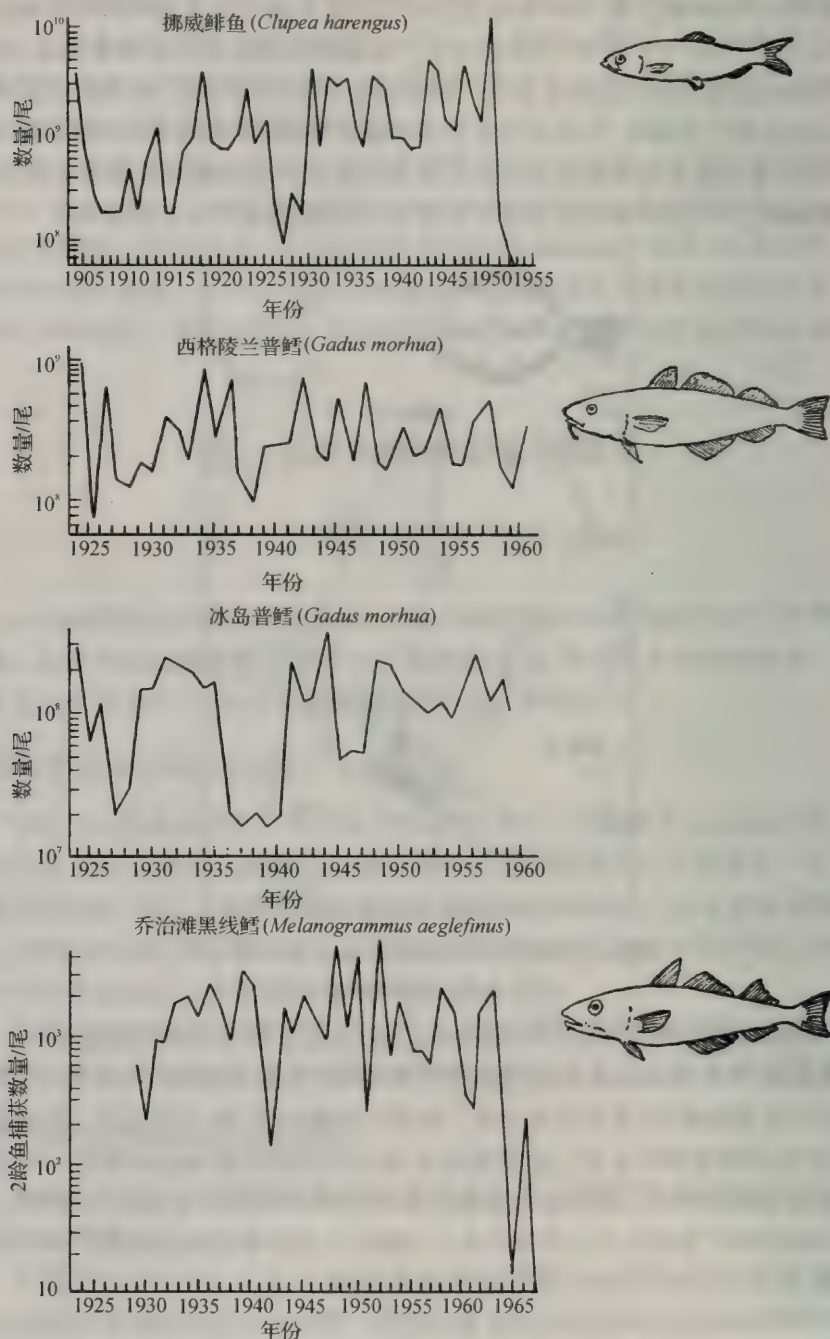 挪威鲱鱼(Clupea harengus)
10¹⁰
10⁹
10⁸
数量/尾
1905 1910 1915 1920 1925 1930 1935 1940 1945 1950 1955
年份
西格陵兰普鳕(Gadus morhua)
10⁹
10⁸
数量/尾
1925 1930 1935 1940 1945 1950 1955 1960
年份
冰岛普鳕(Gadus morhua)
10⁸
10⁷
数量/尾
1925 1930 1935 1940 1945 1950 1955 1960
年份
乔治滩黑线鳕(Melanogrammus aeglefinus)
10³
10²
10
2龄鱼捕获数量/尾
1925 1930 1935 1940 1945 1950 1955 1960 1965
年份